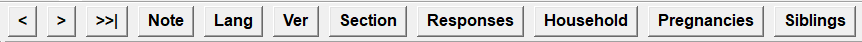 < > >>| Note Lang Ver Section Responses Household Pregnancies Siblings